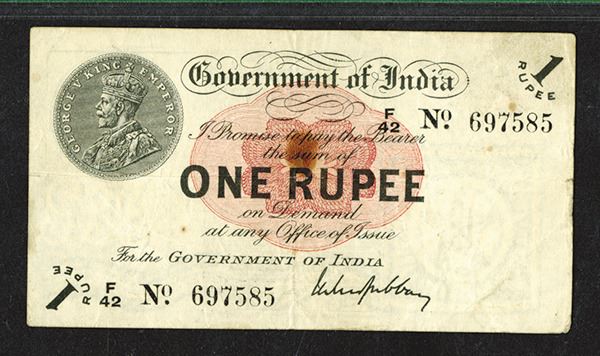 GEORGE V KING & EMPEROR
Government of India
1 RUPEE
F/42 Nº 697585
I Promise to pay the Bearer
the sum of
ONE RUPEE
on Demand
at any Office of Issue
For the GOVERNMENT OF INDIA
1 RUPEE
F/42 Nº 697585